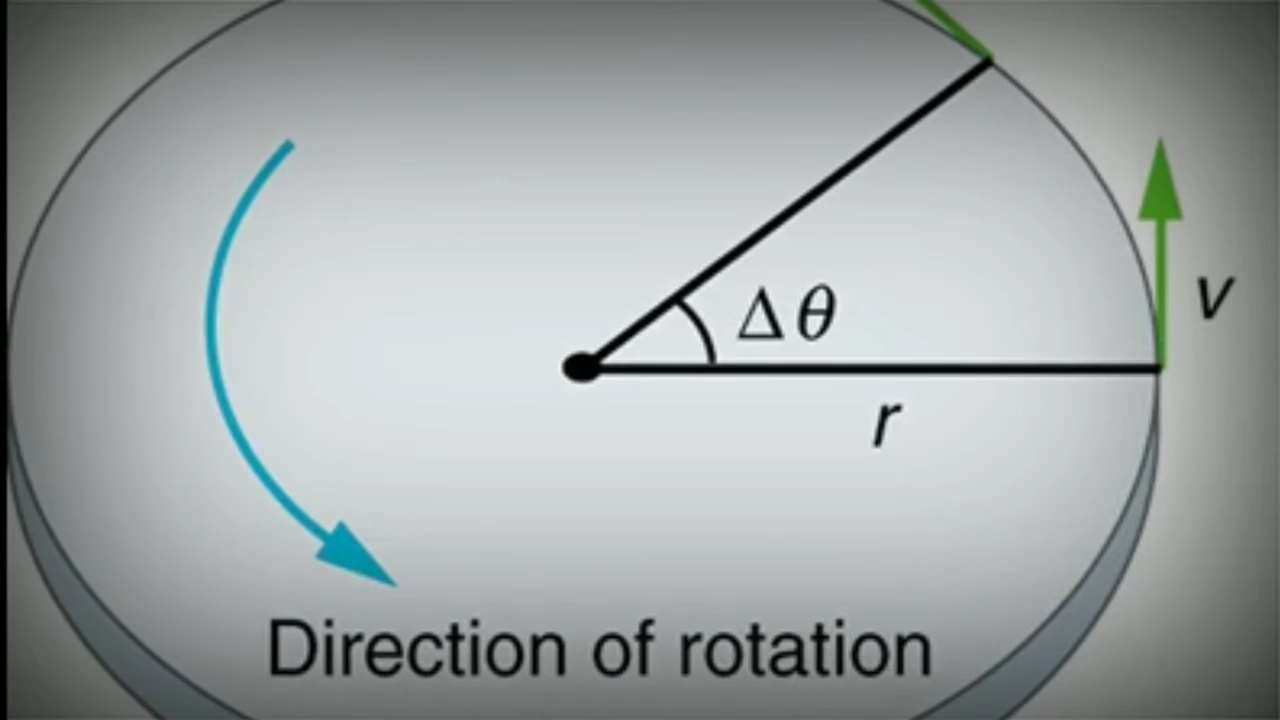 Δθ
v
r
Direction of rotation